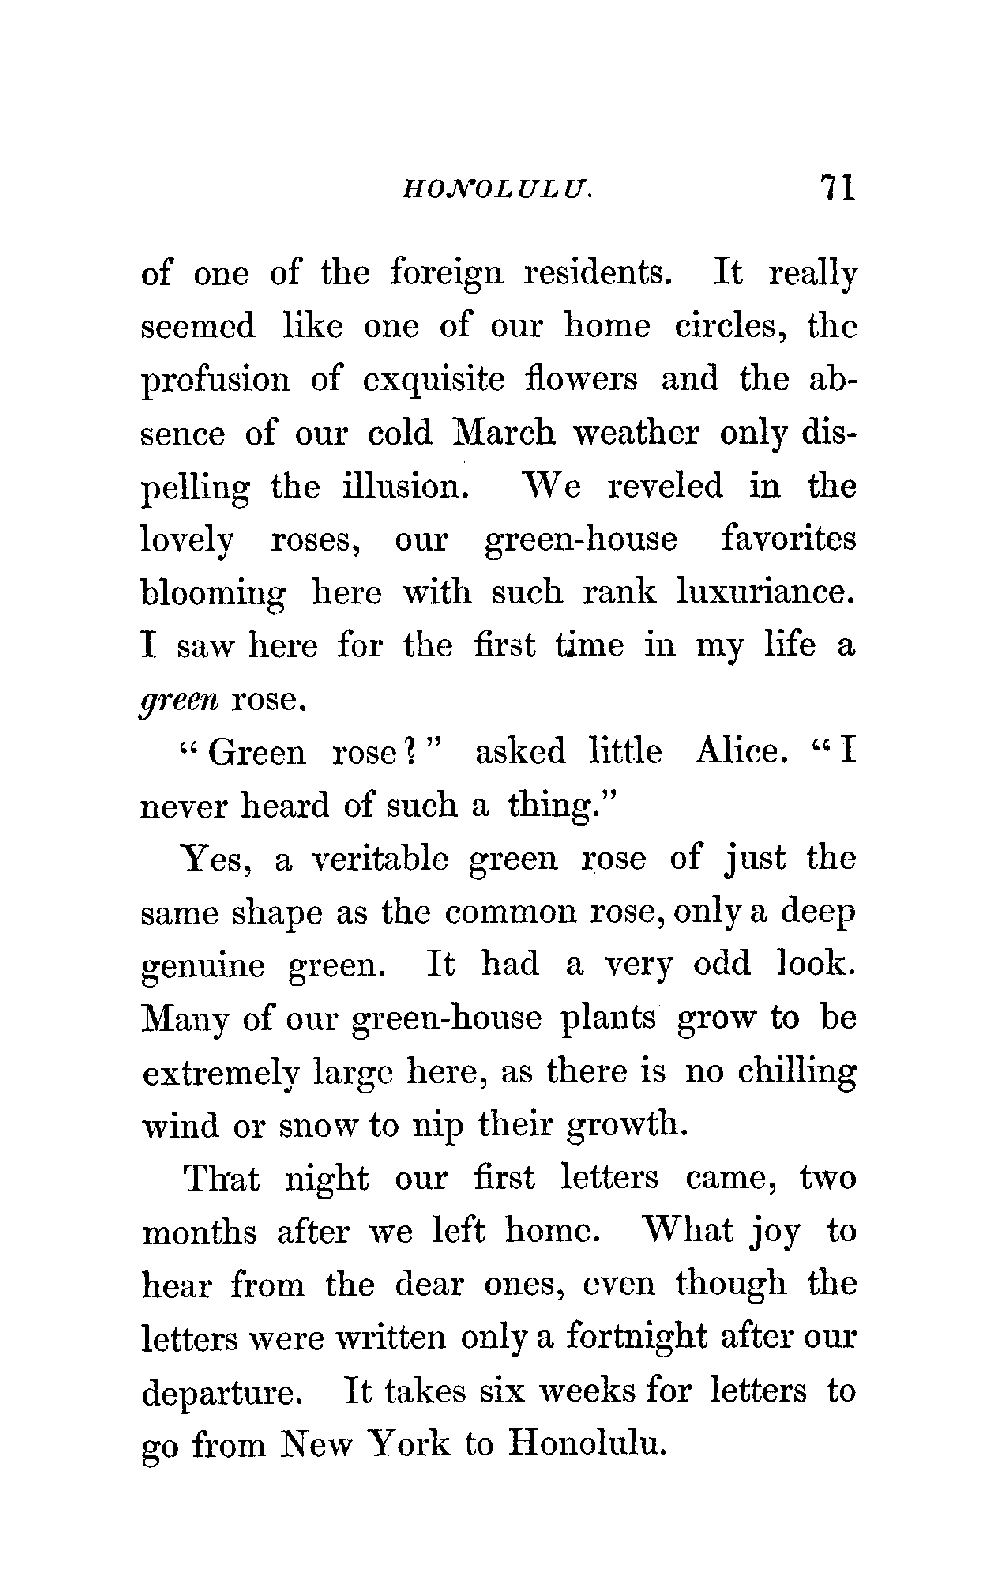 HONOLULU. 71
of one of the foreign residents. It really
seemed like one of our home circles, the
profusion of exquisite flowers and the ab-
sence of our cold March weather only dis-
pelling the illusion. We reveled in the
lovely roses, our green-house favorites
blooming here with such rank luxuriance.
I saw here for the first time in my life a
green rose.
“Green rose?” asked little Alice. “I
never heard of such a thing.”
Yes, a veritable green rose of just the
same shape as the common rose, only a deep
genuine green. It had a very odd look.
Many of our green-house plants grow to be
extremely large here, as there is no chilling
wind or snow to nip their growth.
That night our first letters came, two
months after we left home. What joy to
hear from the dear ones, even though the
letters were written only a fortnight after our
departure. It takes six weeks for letters to
go from New York to Honolulu.